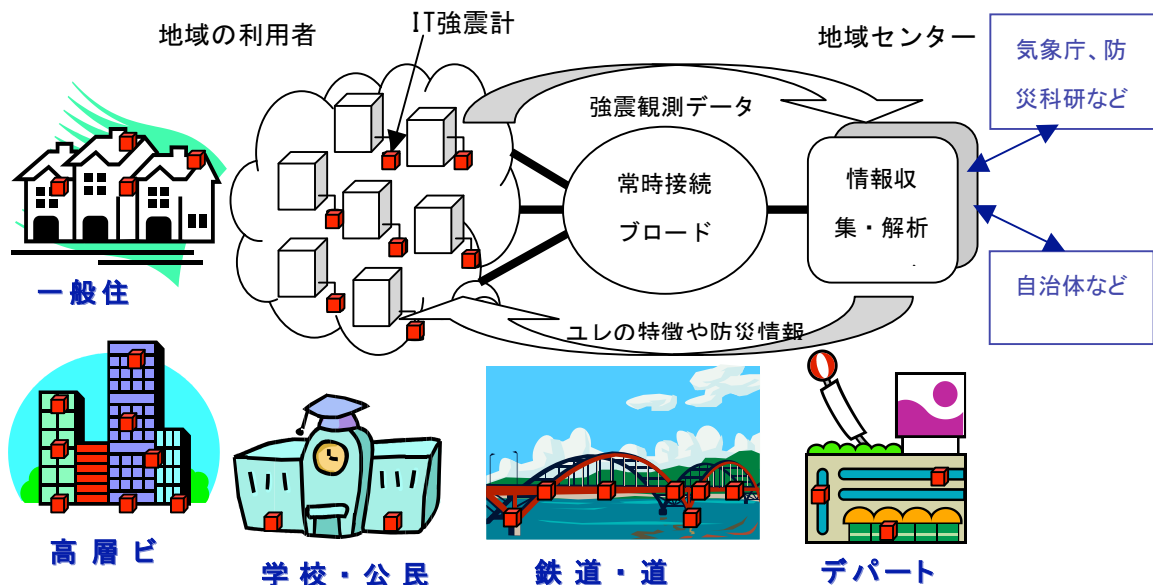 地域の利用者
IT強震計
地域センター
気象庁、防
災科研など
強震観測データ
常時接続
ブロード
情報収
集・解析
自治体など
ユレの特徴や防災情報
一般住
高層ビ
学校・公民
鉄道・道
デパート